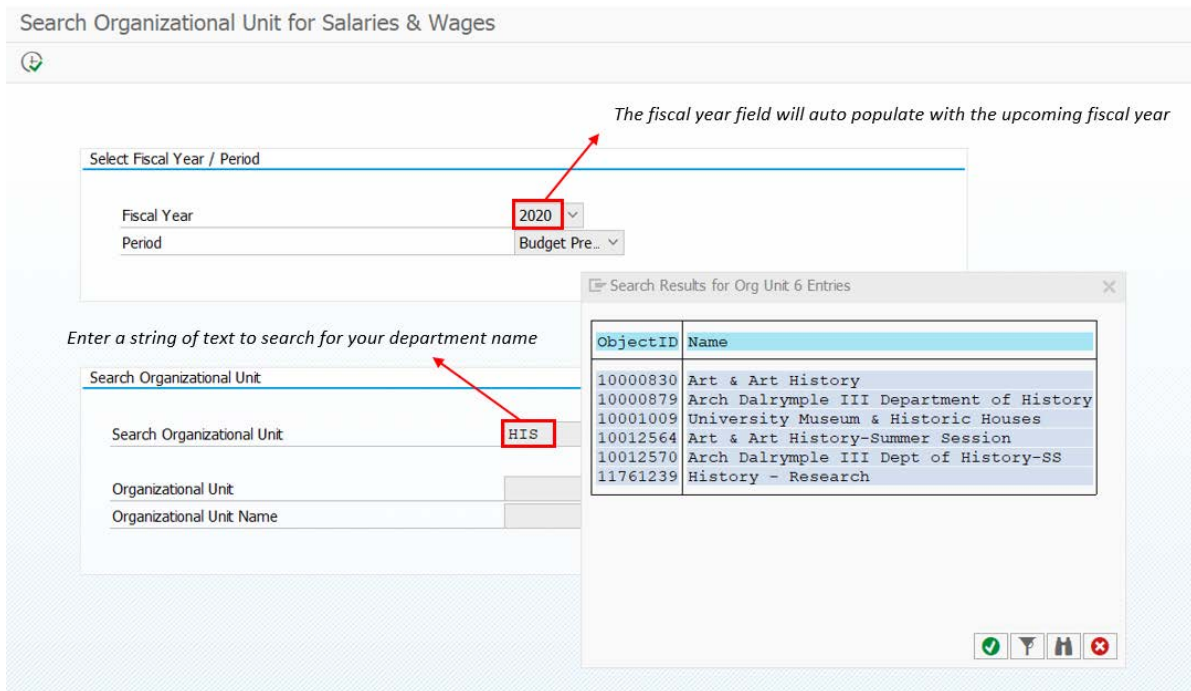 Search Organizational Unit for Salaries & Wages
The fiscal year field will auto populate with the upcoming fiscal year
Select Fiscal Year / Period
Fiscal Year 2020
Period Budget Pre...
Enter a string of text to search for your department name
Search Organizational Unit
Search Organizational Unit HIS
Organizational Unit
Organizational Unit Name
Search Results for Org Unit 6 Entries
ObjectID Name
10000830 Art & Art History
10000879 Arch Dalrymple III Department of History
10001009 University Museum & Historic Houses
10012564 Art & Art History-Summer Session
10012570 Arch Dalrymple III Dept of History-SS
11761239 History - Research